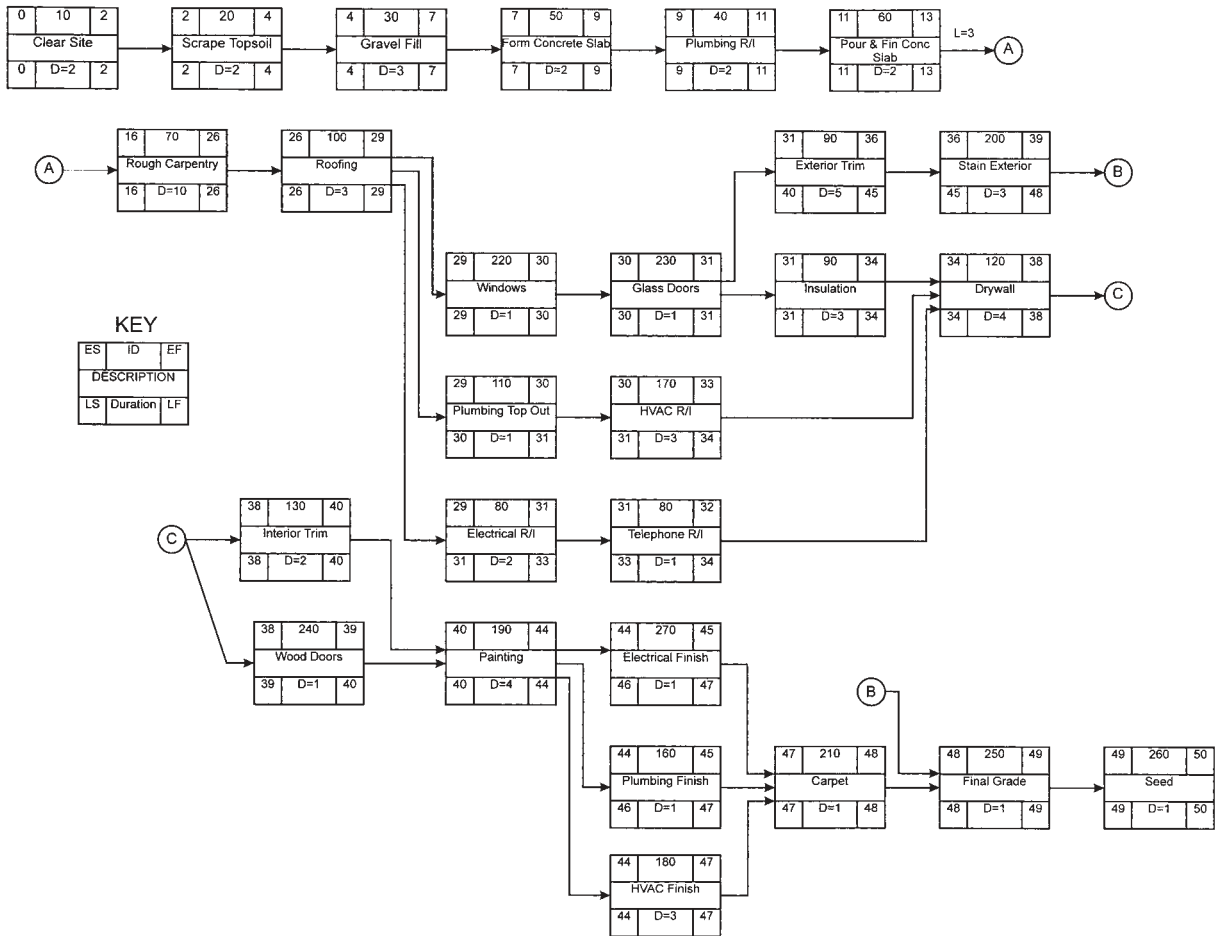 0 10 2
Clear Site
0 D=2 2
2 20 4
Scrape Topsoil
2 D=2 4
4 30 7
Gravel Fill
4 D=3 7
7 50 9
Form Concrete Slab
7 D=2 9
9 40 11
Plumbing R/I
9 D=2 11
11 60 13
Pour & Fin Conc
Slab
11 D=2 13
L=3
A
A
16 70 26
Rough Carpentry
16 D=10 26
26 100 29
Roofing
26 D=3 29
31 90 36
Exterior Trim
40 D=5 45
36 200 39
Stain Exterior
45 D=3 48
B
29 220 30
Windows
29 D=1 30
30 230 31
Glass Doors
30 D=1 31
31 90 34
Insulation
31 D=3 34
34 120 38
Drywall
34 D=4 38
C
KEY
ES ID EF
DESCRIPTION
LS Duration LF
29 110 30
Plumbing Top Out
30 D=1 31
30 170 33
HVAC R/I
31 D=3 34
C
38 130 40
Interior Trim
38 D=2 40
29 80 31
Electrical R/I
31 D=2 33
31 80 32
Telephone R/I
33 D=1 34
38 240 39
Wood Doors
39 D=1 40
40 190 44
Painting
40 D=4 44
44 270 45
Electrical Finish
46 D=1 47
B
44 160 45
Plumbing Finish
46 D=1 47
47 210 48
Carpet
47 D=1 48
48 250 49
Final Grade
48 D=1 49
49 260 50
Seed
49 D=1 50
44 180 47
HVAC Finish
44 D=3 47